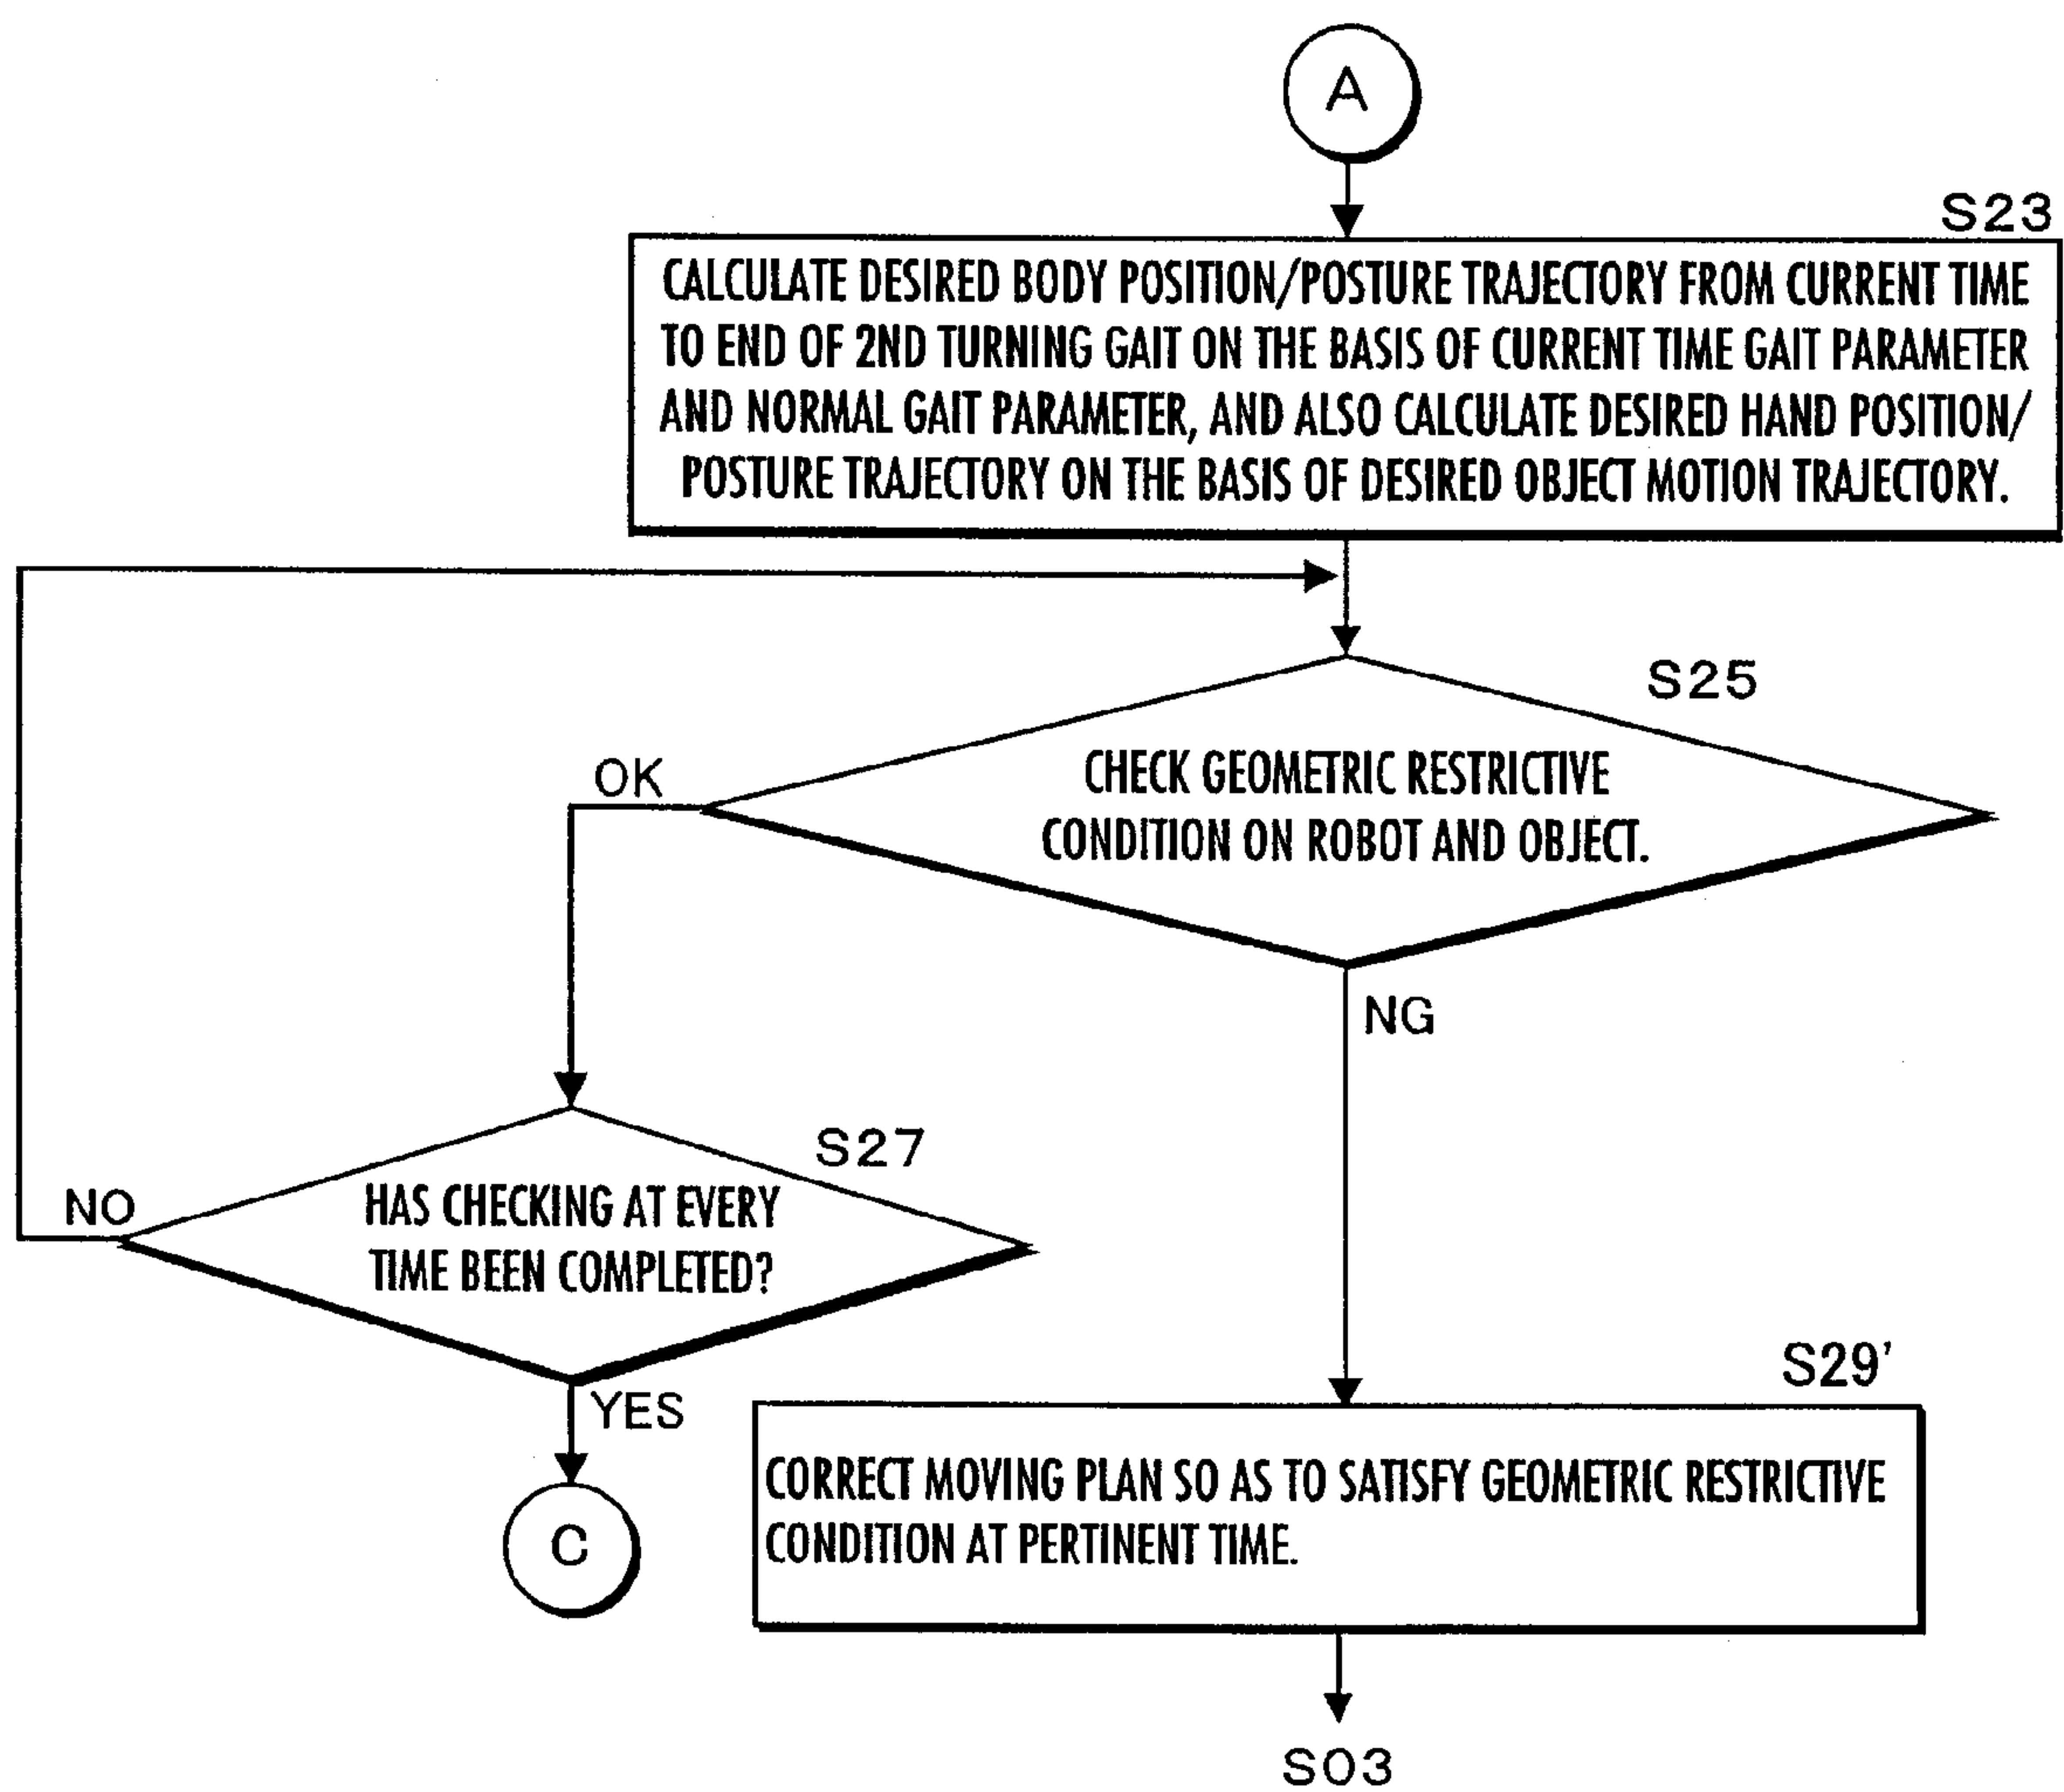 A
S23
CALCULATE DESIRED BODY POSITION/POSTURE TRAJECTORY FROM CURRENT TIME
TO END OF 2ND TURNING GAIT ON THE BASIS OF CURRENT TIME GAIT PARAMETER
AND NORMAL GAIT PARAMETER, AND ALSO CALCULATE DESIRED HAND POSITION/
POSTURE TRAJECTORY ON THE BASIS OF DESIRED OBJECT MOTION TRAJECTORY.
S25
OK
CHECK GEOMETRIC RESTRICTIVE
CONDITION ON ROBOT AND OBJECT.
NG
S27
NO
HAS CHECKING AT EVERY
TIME BEEN COMPLETED?
YES
C
S29'
CORRECT MOVING PLAN SO AS TO SATISFY GEOMETRIC RESTRICTIVE
CONDITION AT PERTINENT TIME.
S03